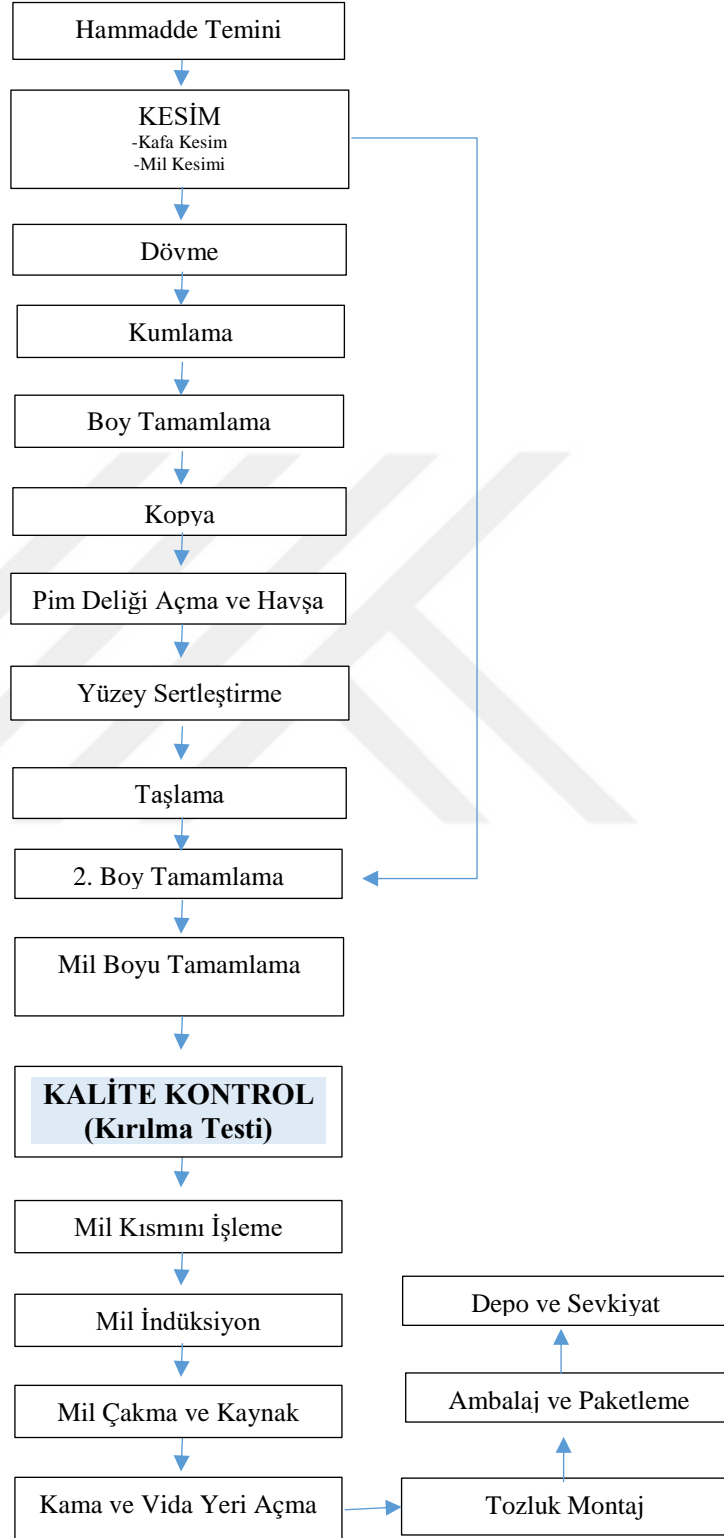 Hammadde Temini
KESİM
-Kafa Kesim
-Mil Kesimi
Dövme
Kumlama
Boy Tamamlama
Kopya
Pim Deliği Açma ve Havşa
Yüzey Sertleştirme
Taşlama
2. Boy Tamamlama
Mil Boyu Tamamlama
KALİTE KONTROL
(Kırılma Testi)
Mil Kısmını İşleme
Mil İndüksiyon
Mil Çakma ve Kaynak
Kama ve Vida Yeri Açma
Tozluk Montaj
Ambalaj ve Paketleme
Depo ve Sevkiyat